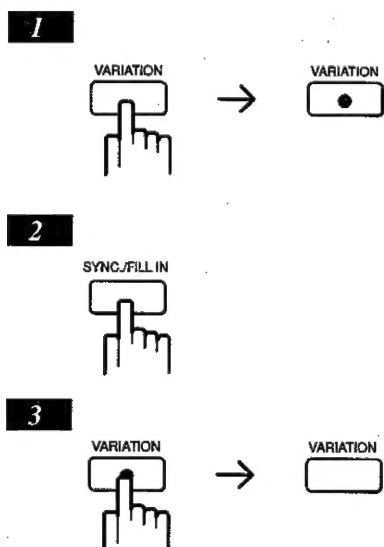 1
VARIATION VARIATION
2
SYNC./FILL IN
3
VARIATION VARIATION